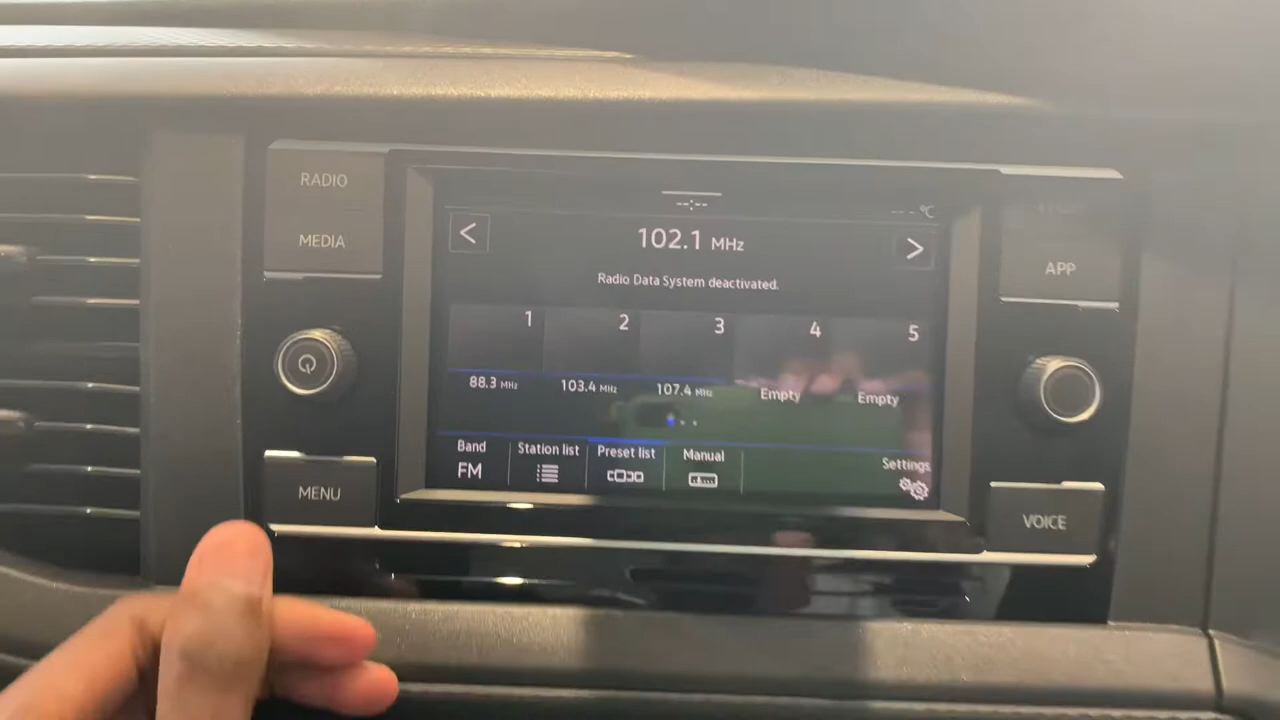 RADIO
MEDIA
--:--
--- °C
<
102.1 MHz
>
Radio Data System deactivated.
APP
1 2 3 4 5
88.3 MHz 103.4 MHz 107.4 MHz Empty Empty
Band Station list Preset list Manual Settings
FM
MENU
VOICE